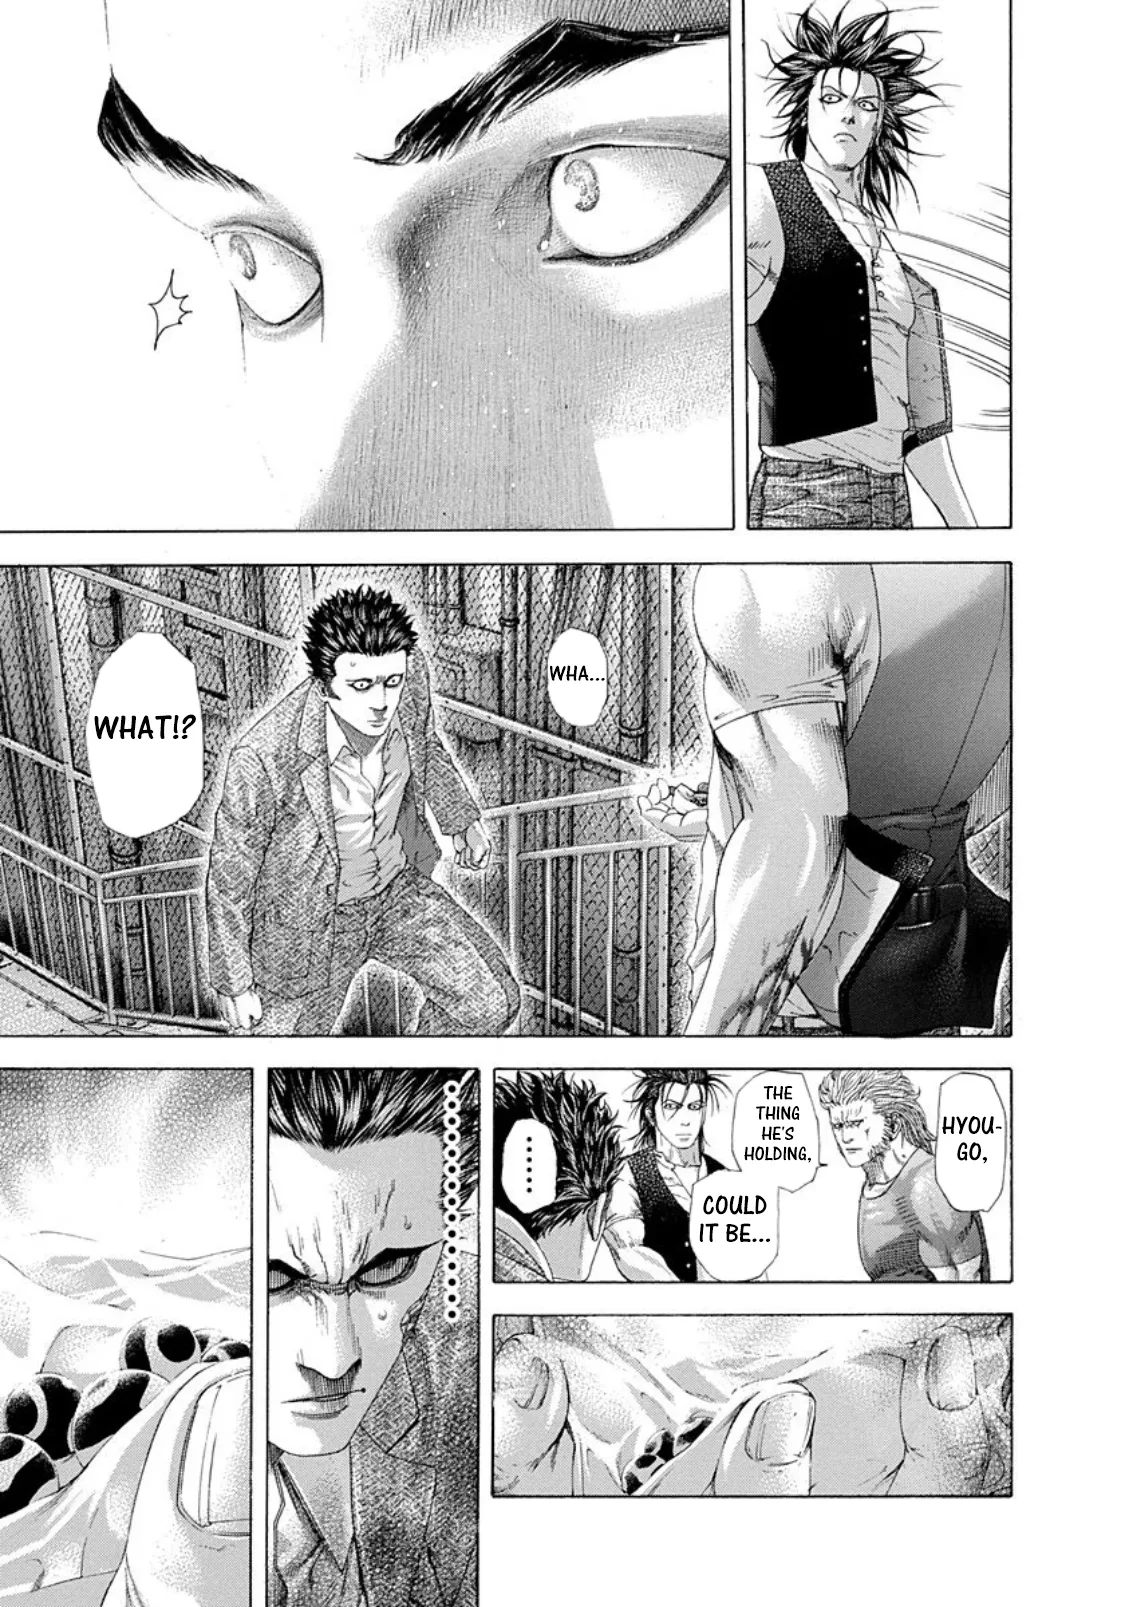 WHA...
WHAT!?
HYOU-
GO,
THE
THING
HE'S
HOLDING,
COULD
IT BE...
......